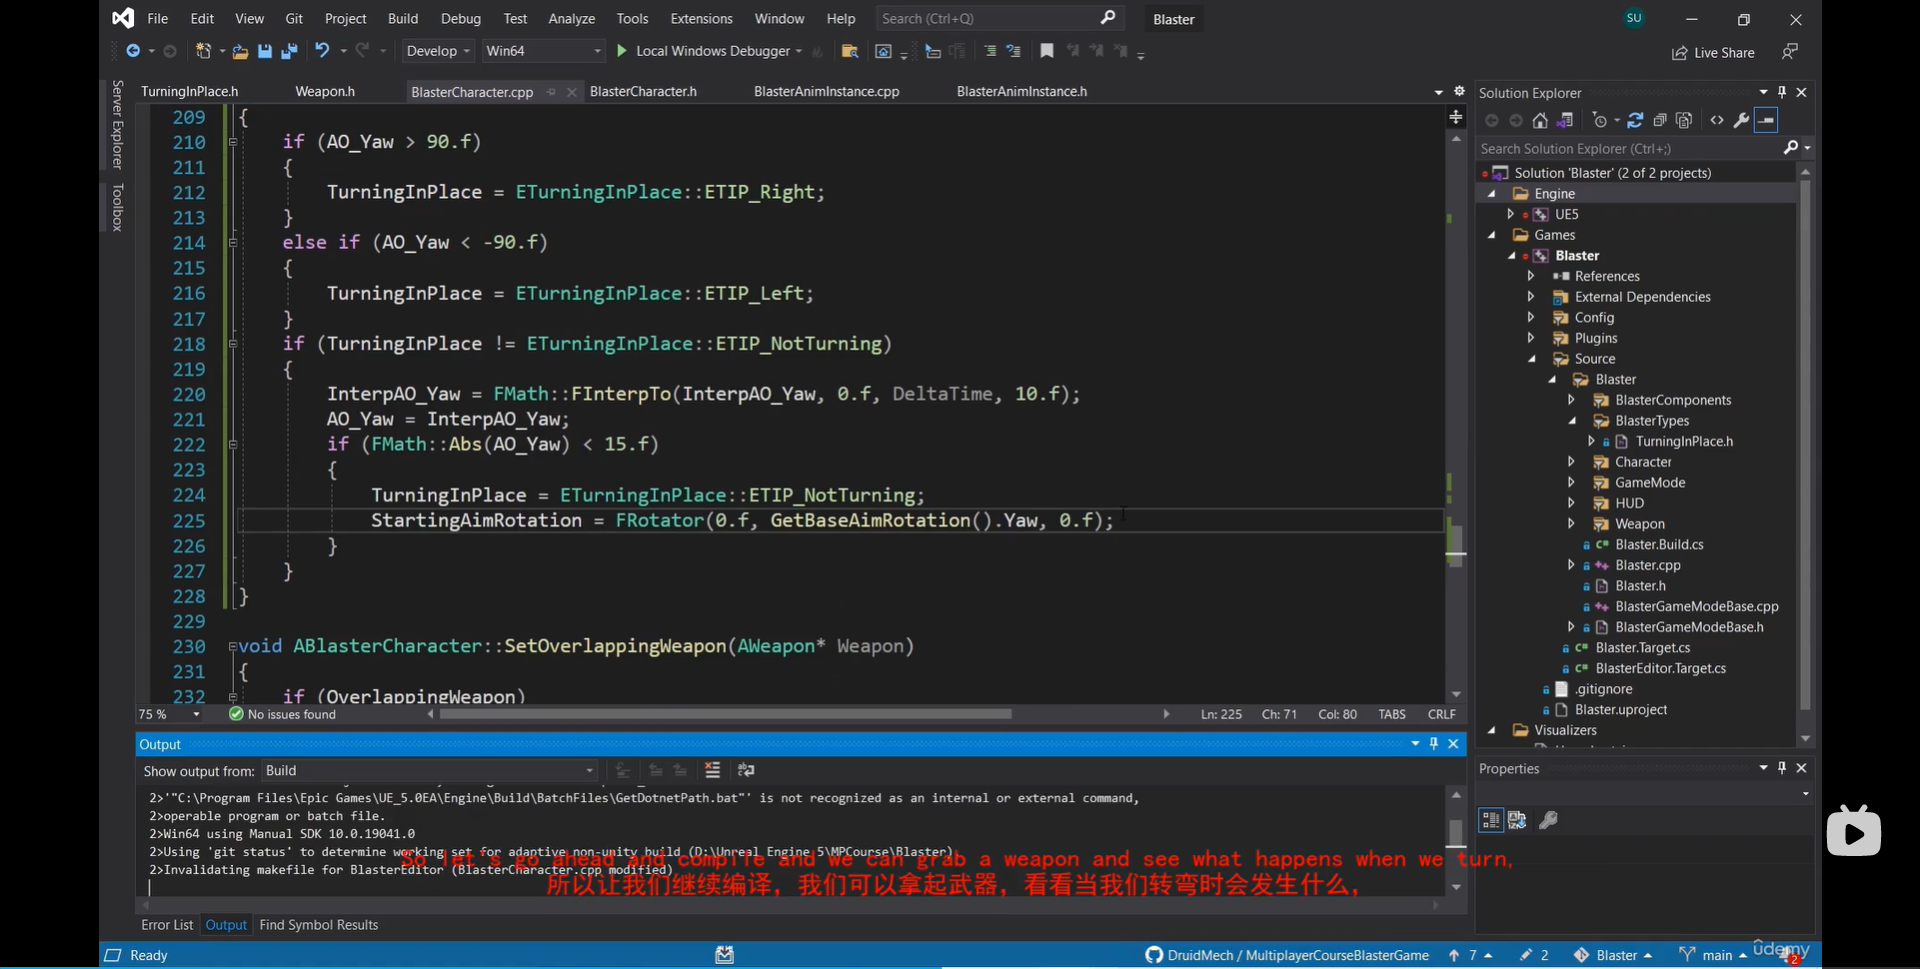 File Edit View Git Project Build Debug Test Analyze Tools Extensions Window Help Search (Ctrl+Q) Blaster SU
Develop Win64 Local Windows Debugger Live Share
Server Explorer
Toolbox
TurningInPlace.h Weapon.h BlasterCharacter.cpp BlasterCharacter.h BlasterAnimInstance.cpp BlasterAnimInstance.h
209 {
210 if (AO_Yaw > 90.f)
211 {
212 TurningInPlace = ETurningInPlace::ETIP_Right;
213 }
214 else if (AO_Yaw < -90.f)
215 {
216 TurningInPlace = ETurningInPlace::ETIP_Left;
217 }
218 if (TurningInPlace != ETurningInPlace::ETIP_NotTurning)
219 {
220 InterpAO_Yaw = FMath::FInterpTo(InterpAO_Yaw, 0.f, DeltaTime, 10.f);
221 AO_Yaw = InterpAO_Yaw;
222 if (FMath::Abs(AO_Yaw) < 15.f)
223 {
224 TurningInPlace = ETurningInPlace::ETIP_NotTurning;
225 StartingAimRotation = FRotator(0.f, GetBaseAimRotation().Yaw, 0.f);
226 }
227 }
228 }
229
230 void ABlasterCharacter::SetOverlappingWeapon(AWeapon* Weapon)
231 {
232 if (OverlappingWeapon)
75 % No issues found Ln: 225 Ch: 71 Col: 80 TABS CRLF
Output
Show output from: Build
2>'"C:\Program Files\Epic Games\UE_5.0EA\Engine\Build\BatchFiles\GetDotnetPath.bat"' is not recognized as an internal or external command,
2>operable program or batch file.
2>Win64 using Manual SDK 10.0.19041.0
2>Using 'git status' to determine working set for adaptive non-unity build (D:\Unreal Engine 5\MPCourse\Blaster)
So let's go ahead and compile and we can grab a weapon and see what happens when we turn,
2>Invalidating makefile for BlasterEditor (BlasterCharacter.cpp modified)
所以让我们继续编译，我们可以拿起武器，看看当我们转弯时会发生什么，
Error List Output Find Symbol Results
Solution Explorer
Search Solution Explorer (Ctrl+;)
Solution 'Blaster' (2 of 2 projects)
Engine
UE5
Games
Blaster
References
External Dependencies
Config
Plugins
Source
Blaster
BlasterComponents
BlasterTypes
TurningInPlace.h
Character
GameMode
HUD
Weapon
Blaster.Build.cs
Blaster.cpp
Blaster.h
BlasterGameModeBase.cpp
BlasterGameModeBase.h
Blaster.Target.cs
BlasterEditor.Target.cs
.gitignore
Blaster.uproject
Visualizers
Properties
Ready DruidMech / MultiplayerCourseBlasterGame 7 2 Blaster main 2
udemy